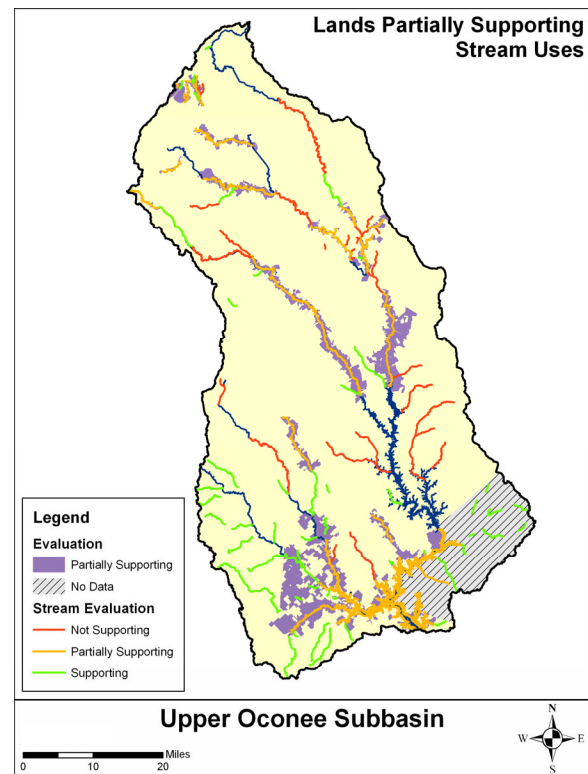 Lands Partially Supporting
Stream Uses
Legend
Evaluation
Partially Supporting
No Data
Stream Evaluation
Not Supporting
Partially Supporting
Supporting
Upper Oconee Subbasin
Miles
0 10 20
N
W E
S